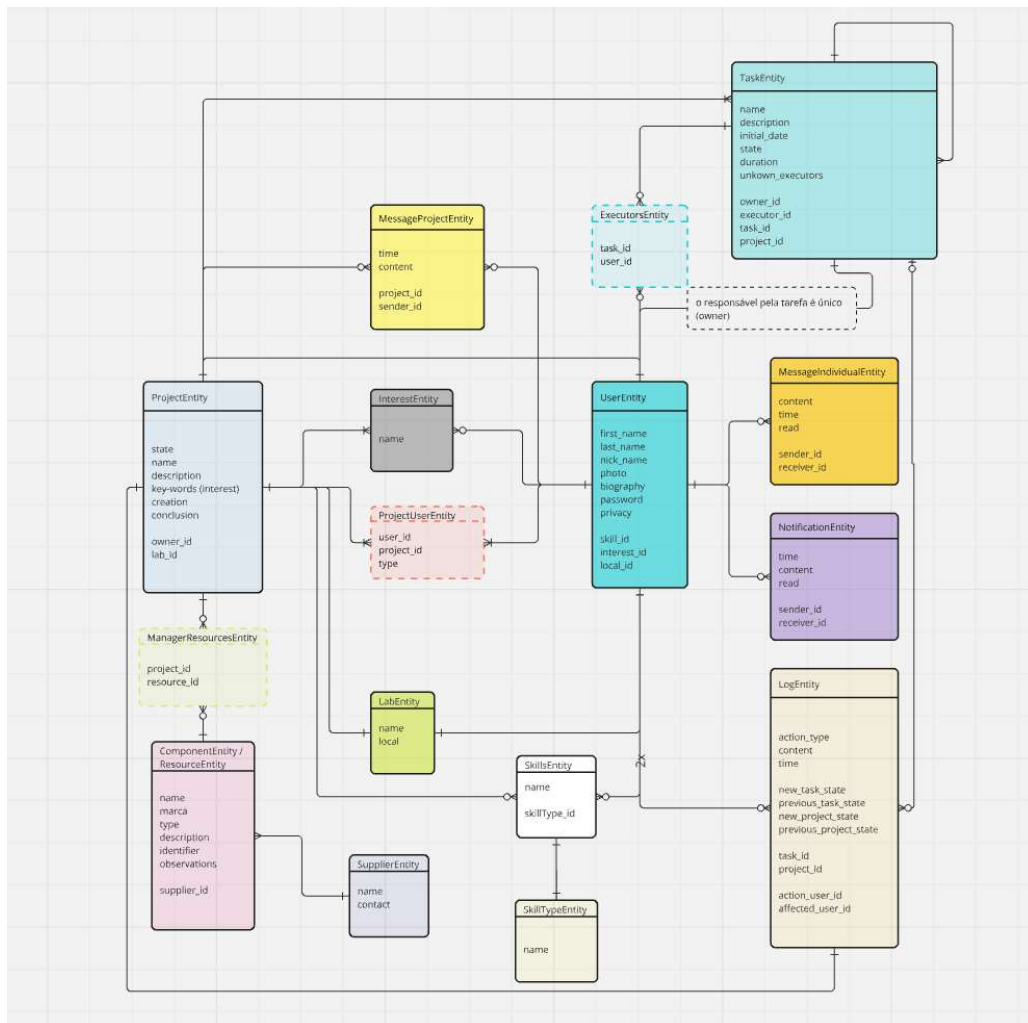 TaskEntity
name
description
initial_date
state
duration
unkown_executors
owner_id
executor_id
task_id
project_id
MessageProjectEntity
time
content
project_id
sender_id
ExecutorsEntity
task_id
user_id
o responsável pela tarefa é único
(owner)
ProjectEntity
state
name
description
key-words (interest)
creation
conclusion
owner_id
lab_id
InterestEntity
name
ProjectUserEntity
user_id
project_id
type
UserEntity
first_name
last_name
nick_name
photo
biography
password
privacy
skill_id
interest_id
local_id
MessageIndividualEntity
content
time
read
sender_id
receiver_id
NotificationEntity
time
content
read
sender_id
receiver_id
ManagerResourcesEntity
project_id
resource_id
LabEntity
name
local
2x
LogEntity
action_type
content
time
new_task_state
previous_task_state
new_project_state
previous_project_state
task_id
project_id
action_user_id
affected_user_id
ComponentEntity /
ResourceEntity
name
marca
type
description
identifier
observations
supplier_id
SkillsEntity
name
skillType_id
SupplierEntity
name
contact
SkillTypeEntity
name